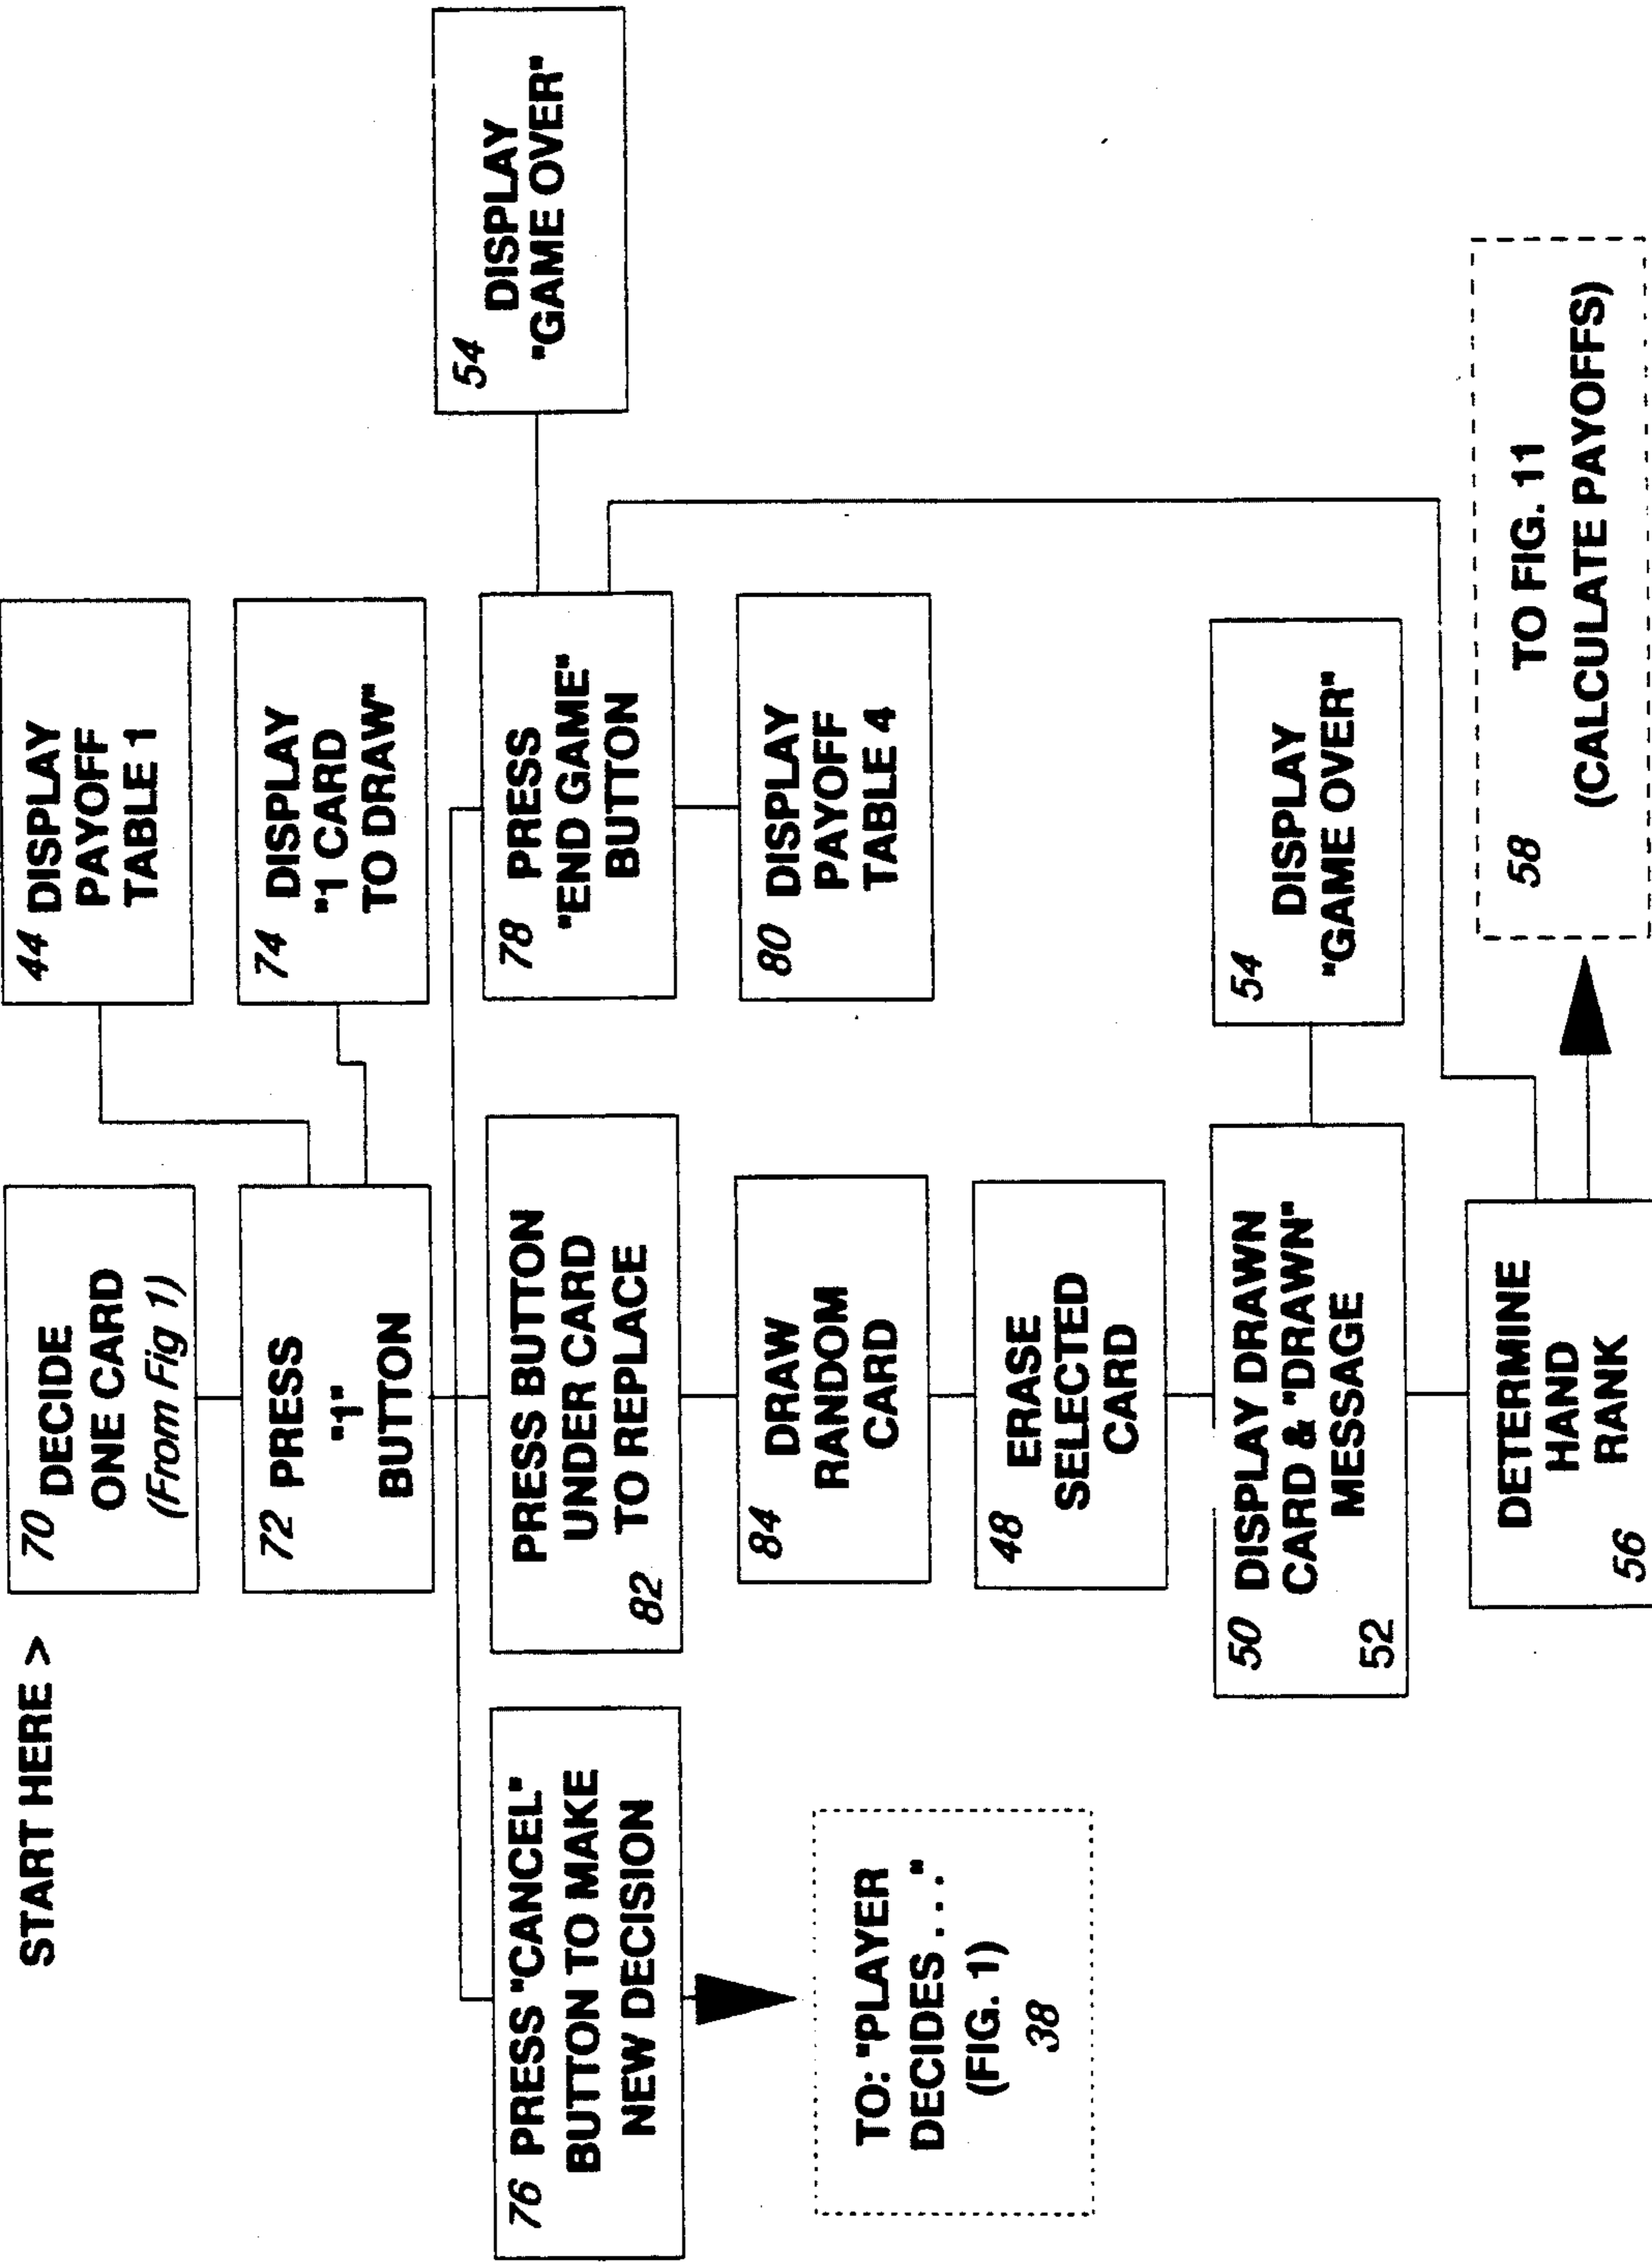 START HERE >
70 DECIDE
ONE CARD
(From Fig 1)
44 DISPLAY
PAYOFF
TABLE 1
72 PRESS
"1"
BUTTON
74 DISPLAY
"1 CARD
TO DRAW"
76 PRESS "CANCEL"
BUTTON TO MAKE
NEW DECISION
PRESS BUTTON
UNDER CARD
TO REPLACE
82
78 PRESS
"END GAME"
BUTTON
54 DISPLAY
"GAME OVER"
TO: "PLAYER
DECIDES . . . "
(FIG. 1)
38
84 DRAW
RANDOM
CARD
80 DISPLAY
PAYOFF
TABLE 4
48 ERASE
SELECTED
CARD
50 DISPLAY DRAWN
CARD & "DRAWN"
52 MESSAGE
54 DISPLAY
"GAME OVER"
DETERMINE
HAND
56 RANK
58 TO FIG. 11
(CALCULATE PAYOFFS)